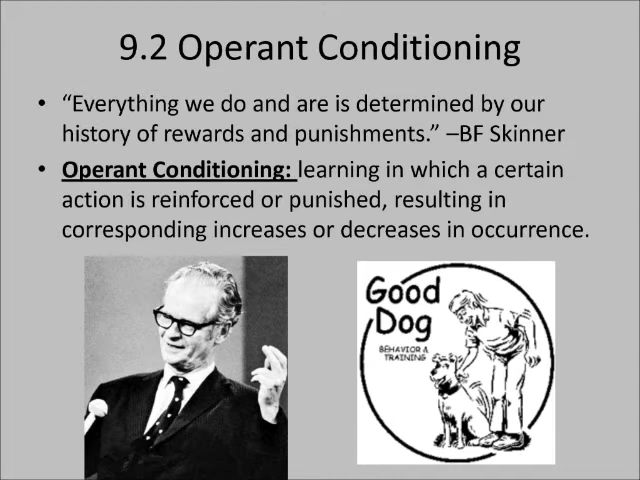 9.2 Operant Conditioning
• “Everything we do and are is determined by our
history of rewards and punishments.” –BF Skinner
• Operant Conditioning: learning in which a certain
action is reinforced or punished, resulting in
corresponding increases or decreases in occurrence.
Good
Dog
BEHAVIOR &
TRAINING